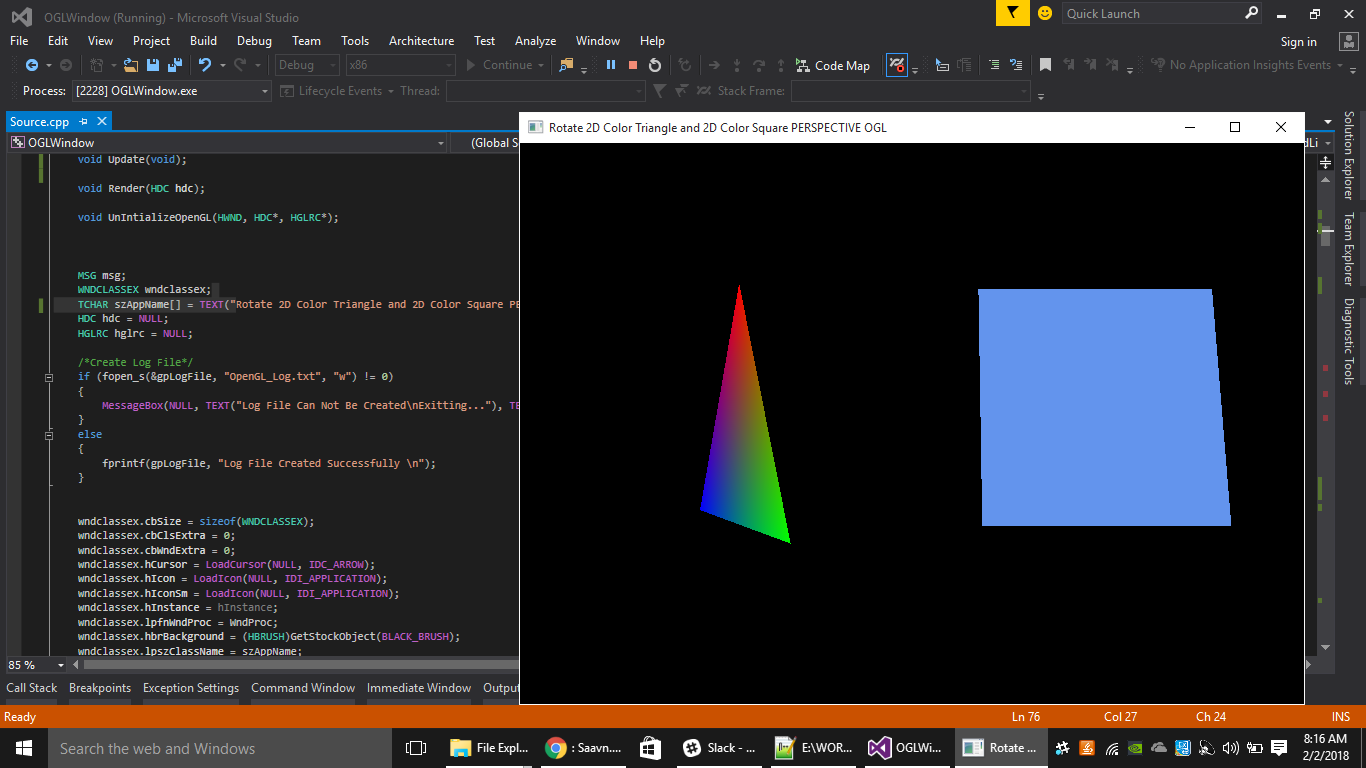 OGLWindow (Running) - Microsoft Visual Studio
Quick Launch
File Edit View Project Build Debug Team Tools Architecture Test Analyze Window Help
Sign in
Debug x86 Continue Code Map No Application Insights Events
Process: [2228] OGLWindow.exe Lifecycle Events Thread: Stack Frame:
Source.cpp
OGLWindow (Global S
Rotate 2D Color Triangle and 2D Color Square PERSPECTIVE OGL
dLi
void Update(void);
void Render(HDC hdc);
void UnIntializeOpenGL(HWND, HDC*, HGLRC*);
MSG msg;
WNDCLASSEX wndclassex;
TCHAR szAppName[] = TEXT("Rotate 2D Color Triangle and 2D Color Square PE
HDC hdc = NULL;
HGLRC hglrc = NULL;
/*Create Log File*/
if (fopen_s(&gpLogFile, "OpenGL_Log.txt", "w") != 0)
{
MessageBox(NULL, TEXT("Log File Can Not Be Created\nExitting..."), TE
}
else
{
fprintf(gpLogFile, "Log File Created Successfully \n");
}
wndclassex.cbSize = sizeof(WNDCLASSEX);
wndclassex.cbClsExtra = 0;
wndclassex.cbWndExtra = 0;
wndclassex.hCursor = LoadCursor(NULL, IDC_ARROW);
wndclassex.hIcon = LoadIcon(NULL, IDI_APPLICATION);
wndclassex.hIconSm = LoadIcon(NULL, IDI_APPLICATION);
wndclassex.hInstance = hInstance;
wndclassex.lpfnWndProc = WndProc;
wndclassex.hbrBackground = (HBRUSH)GetStockObject(BLACK_BRUSH);
wndclassex.lpszClassName = szAppName;
85 %
Solution Explorer
Team Explorer
Diagnostic Tools
Call Stack Breakpoints Exception Settings Command Window Immediate Window Outpu
Ready Ln 76 Col 27 Ch 24 INS
Search the web and Windows
File Expl... : Saavn.... Slack - ... E:\WOR... OGLWi... Rotate ...
8:16 AM
2/2/2018